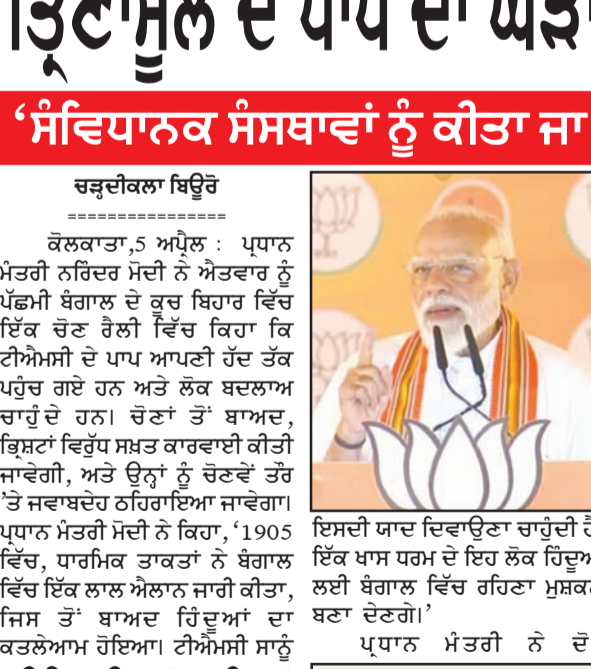 ਤ੍ਰਿਣਾਮੂਲ ਦੇ ਪਾਪ ਦਾ ਘੜਾ
‘ਸੰਵਿਧਾਨਕ ਸੰਸਥਾਵਾਂ ਨੂੰ ਕੀਤਾ ਜਾ
ਚੜ੍ਹਦੀਕਲਾ ਬਿਊਰੋ
================
ਕੋਲਕਾਤਾ,5 ਅਪ੍ਰੈਲ : ਪ੍ਰਧਾਨ
ਮੰਤਰੀ ਨਰਿੰਦਰ ਮੋਦੀ ਨੇ ਐਤਵਾਰ ਨੂੰ
ਪੱਛਮੀ ਬੰਗਾਲ ਦੇ ਕੂਚ ਬਿਹਾਰ ਵਿੱਚ
ਇੱਕ ਚੋਣ ਰੈਲੀ ਵਿੱਚ ਕਿਹਾ ਕਿ
ਟੀਐਮਸੀ ਦੇ ਪਾਪ ਆਪਣੀ ਹੱਦ ਤੱਕ
ਪਹੁੰਚ ਗਏ ਹਨ ਅਤੇ ਲੋਕ ਬਦਲਾਅ
ਚਾਹੁੰਦੇ ਹਨ। ਚੋਣਾਂ ਤੋਂ ਬਾਅਦ,
ਭ੍ਰਿਸ਼ਟਾਂ ਵਿਰੁੱਧ ਸਖ਼ਤ ਕਾਰਵਾਈ ਕੀਤੀ
ਜਾਵੇਗੀ, ਅਤੇ ਉਨ੍ਹਾਂ ਨੂੰ ਚੋਣਵੇਂ ਤੌਰ
’ਤੇ ਜਵਾਬਦੇਹ ਠਹਿਰਾਇਆ ਜਾਵੇਗਾ।
ਪ੍ਰਧਾਨ ਮੰਤਰੀ ਮੋਦੀ ਨੇ ਕਿਹਾ, ‘1905
ਵਿੱਚ, ਧਾਰਮਿਕ ਤਾਕਤਾਂ ਨੇ ਬੰਗਾਲ
ਵਿੱਚ ਇੱਕ ਲਾਲ ਐਲਾਨ ਜਾਰੀ ਕੀਤਾ,
ਜਿਸ ਤੋਂ ਬਾਅਦ ਹਿੰਦੂਆਂ ਦਾ
ਕਤਲੇਆਮ ਹੋਇਆ। ਟੀਐਮਸੀ ਸਾਨੂੰ
ਇਸਦੀ ਯਾਦ ਦਿਵਾਉਣਾ ਚਾਹੁੰਦੀ ਹੈ
ਇੱਕ ਖਾਸ ਧਰਮ ਦੇ ਇਹ ਲੋਕ ਹਿੰਦੂਆ
ਲਈ ਬੰਗਾਲ ਵਿੱਚ ਰਹਿਣਾ ਮੁਸ਼ਕਲ
ਬਣਾ ਦੇਣਗੇ।’
ਪ੍ਰਧਾਨ ਮੰਤਰੀ ਨੇ ਦੋ